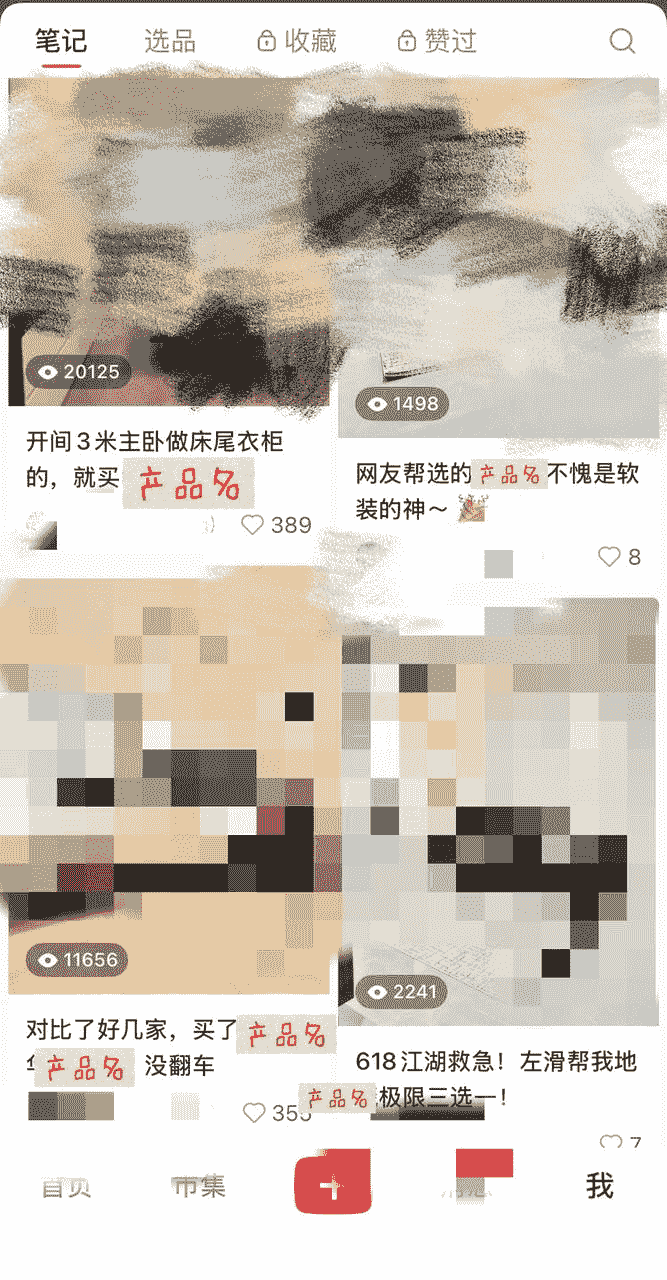 笔记 选品 收藏 赞过
20125
开间3米主卧做床尾衣柜
的，就买 产品名
389
1498
网友帮选的 产品名 不愧是软
装的神～
8
11656
对比了好几家，买了 产品名
产品名 没翻车
355
2241
618江湖救急！左滑帮我地
产品名 极限三选一！
7
首页 市集 消息 我